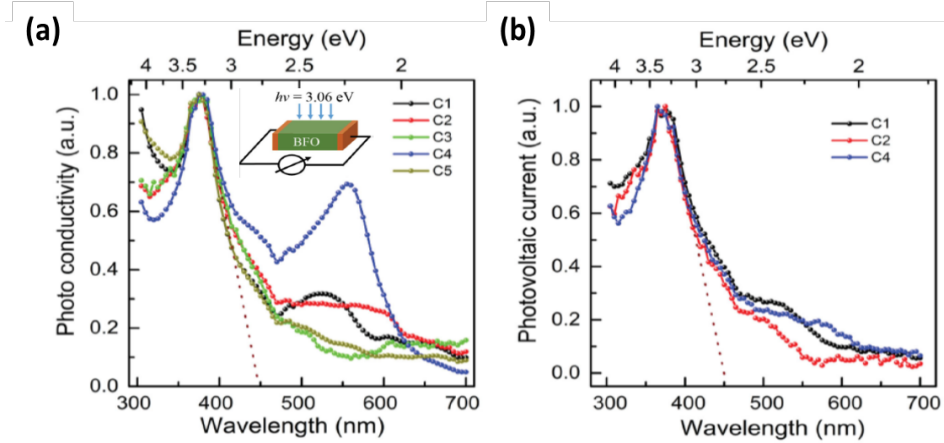 (a)
Energy (eV)
4 3.5 3 2.5 2
Photo conductivity (a.u.)
1.0
0.8
0.6
0.4
0.2
0.0
hν = 3.06 eV
BFO
C1
C2
C3
C4
C5
300 400 500 600 700
Wavelength (nm)
(b)
Energy (eV)
4 3.5 3 2.5 2
Photovoltaic current (a.u.)
1.0
0.8
0.6
0.4
0.2
0.0
C1
C2
C4
300 400 500 600 700
Wavelength (nm)